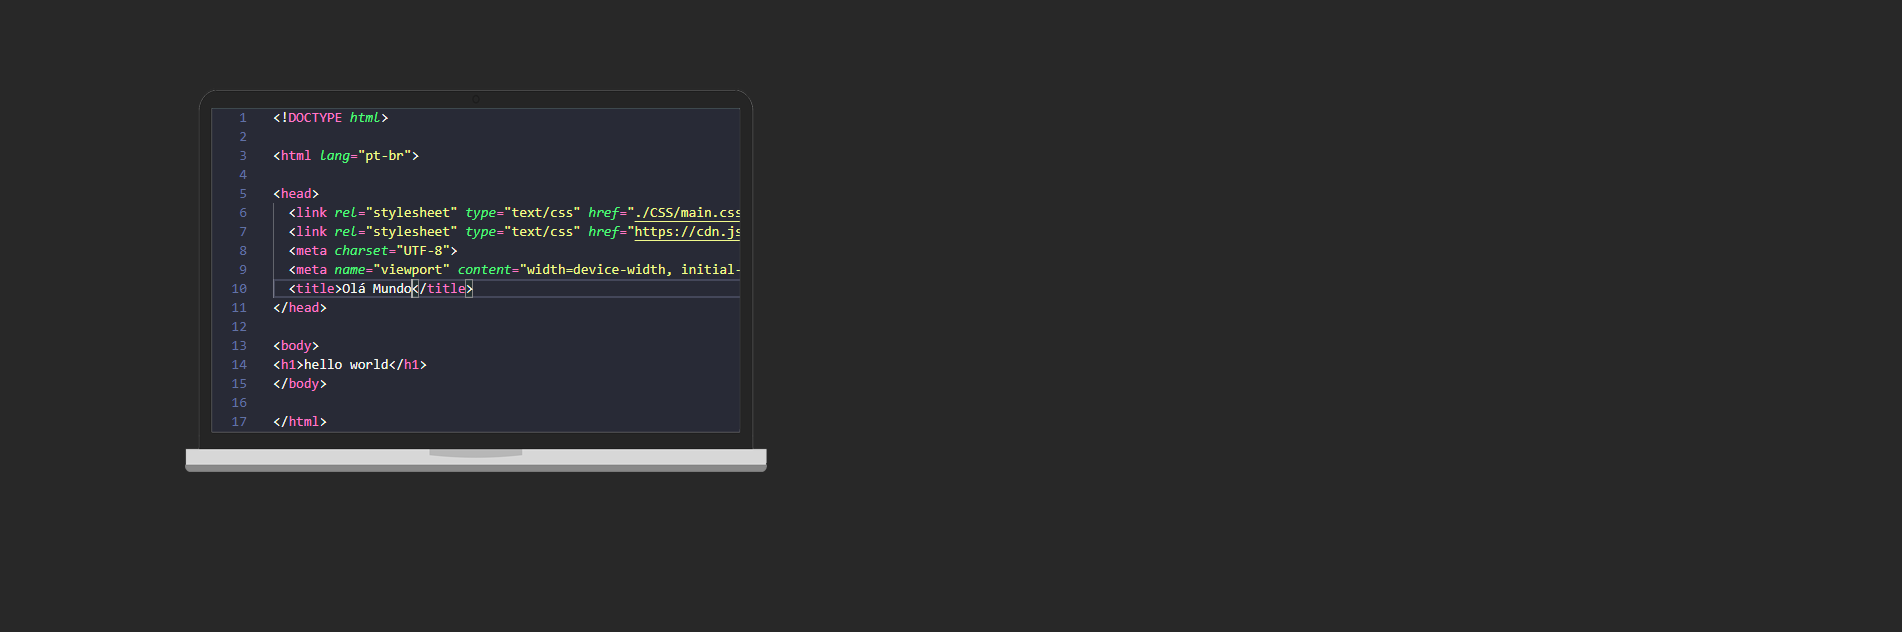 1 <!DOCTYPE html>
2
3 <html lang="pt-br">
4
5 <head>
6 <link rel="stylesheet" type="text/css" href="./CSS/main.css
7 <link rel="stylesheet" type="text/css" href="https://cdn.js
8 <meta charset="UTF-8">
9 <meta name="viewport" content="width=device-width, initial-
10 <title>Olá Mundo</title>
11 </head>
12
13 <body>
14 <h1>hello world</h1>
15 </body>
16
17 </html>